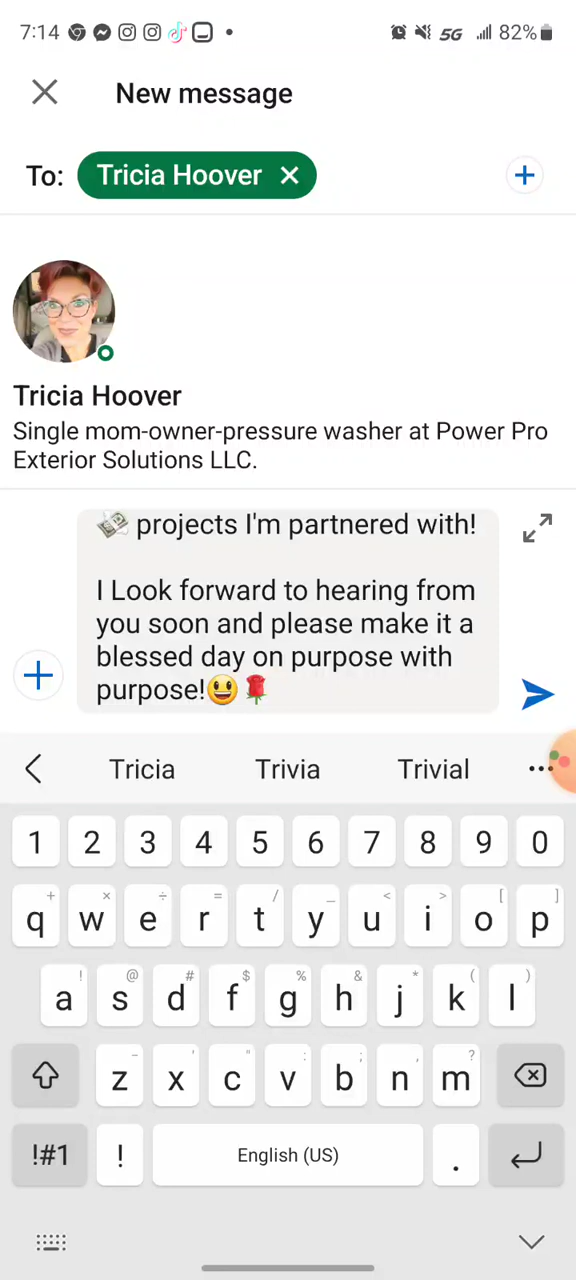 7:14 5G 82%
New message
To: Tricia Hoover
Tricia Hoover
Single mom-owner-pressure washer at Power Pro
Exterior Solutions LLC.
💸 projects I'm partnered with!
I Look forward to hearing from
you soon and please make it a
blessed day on purpose with
purpose!😃🌹
Tricia Trivia Trivial
1 2 3 4 5 6 7 8 9 0
+ × ÷ = / _ < > [ ]
q w e r t y u i o p
! @ # $ % & * ( )
a s d f g h j k l
- ' " : ; , ?
z x c v b n m
!#1 ! English (US) .